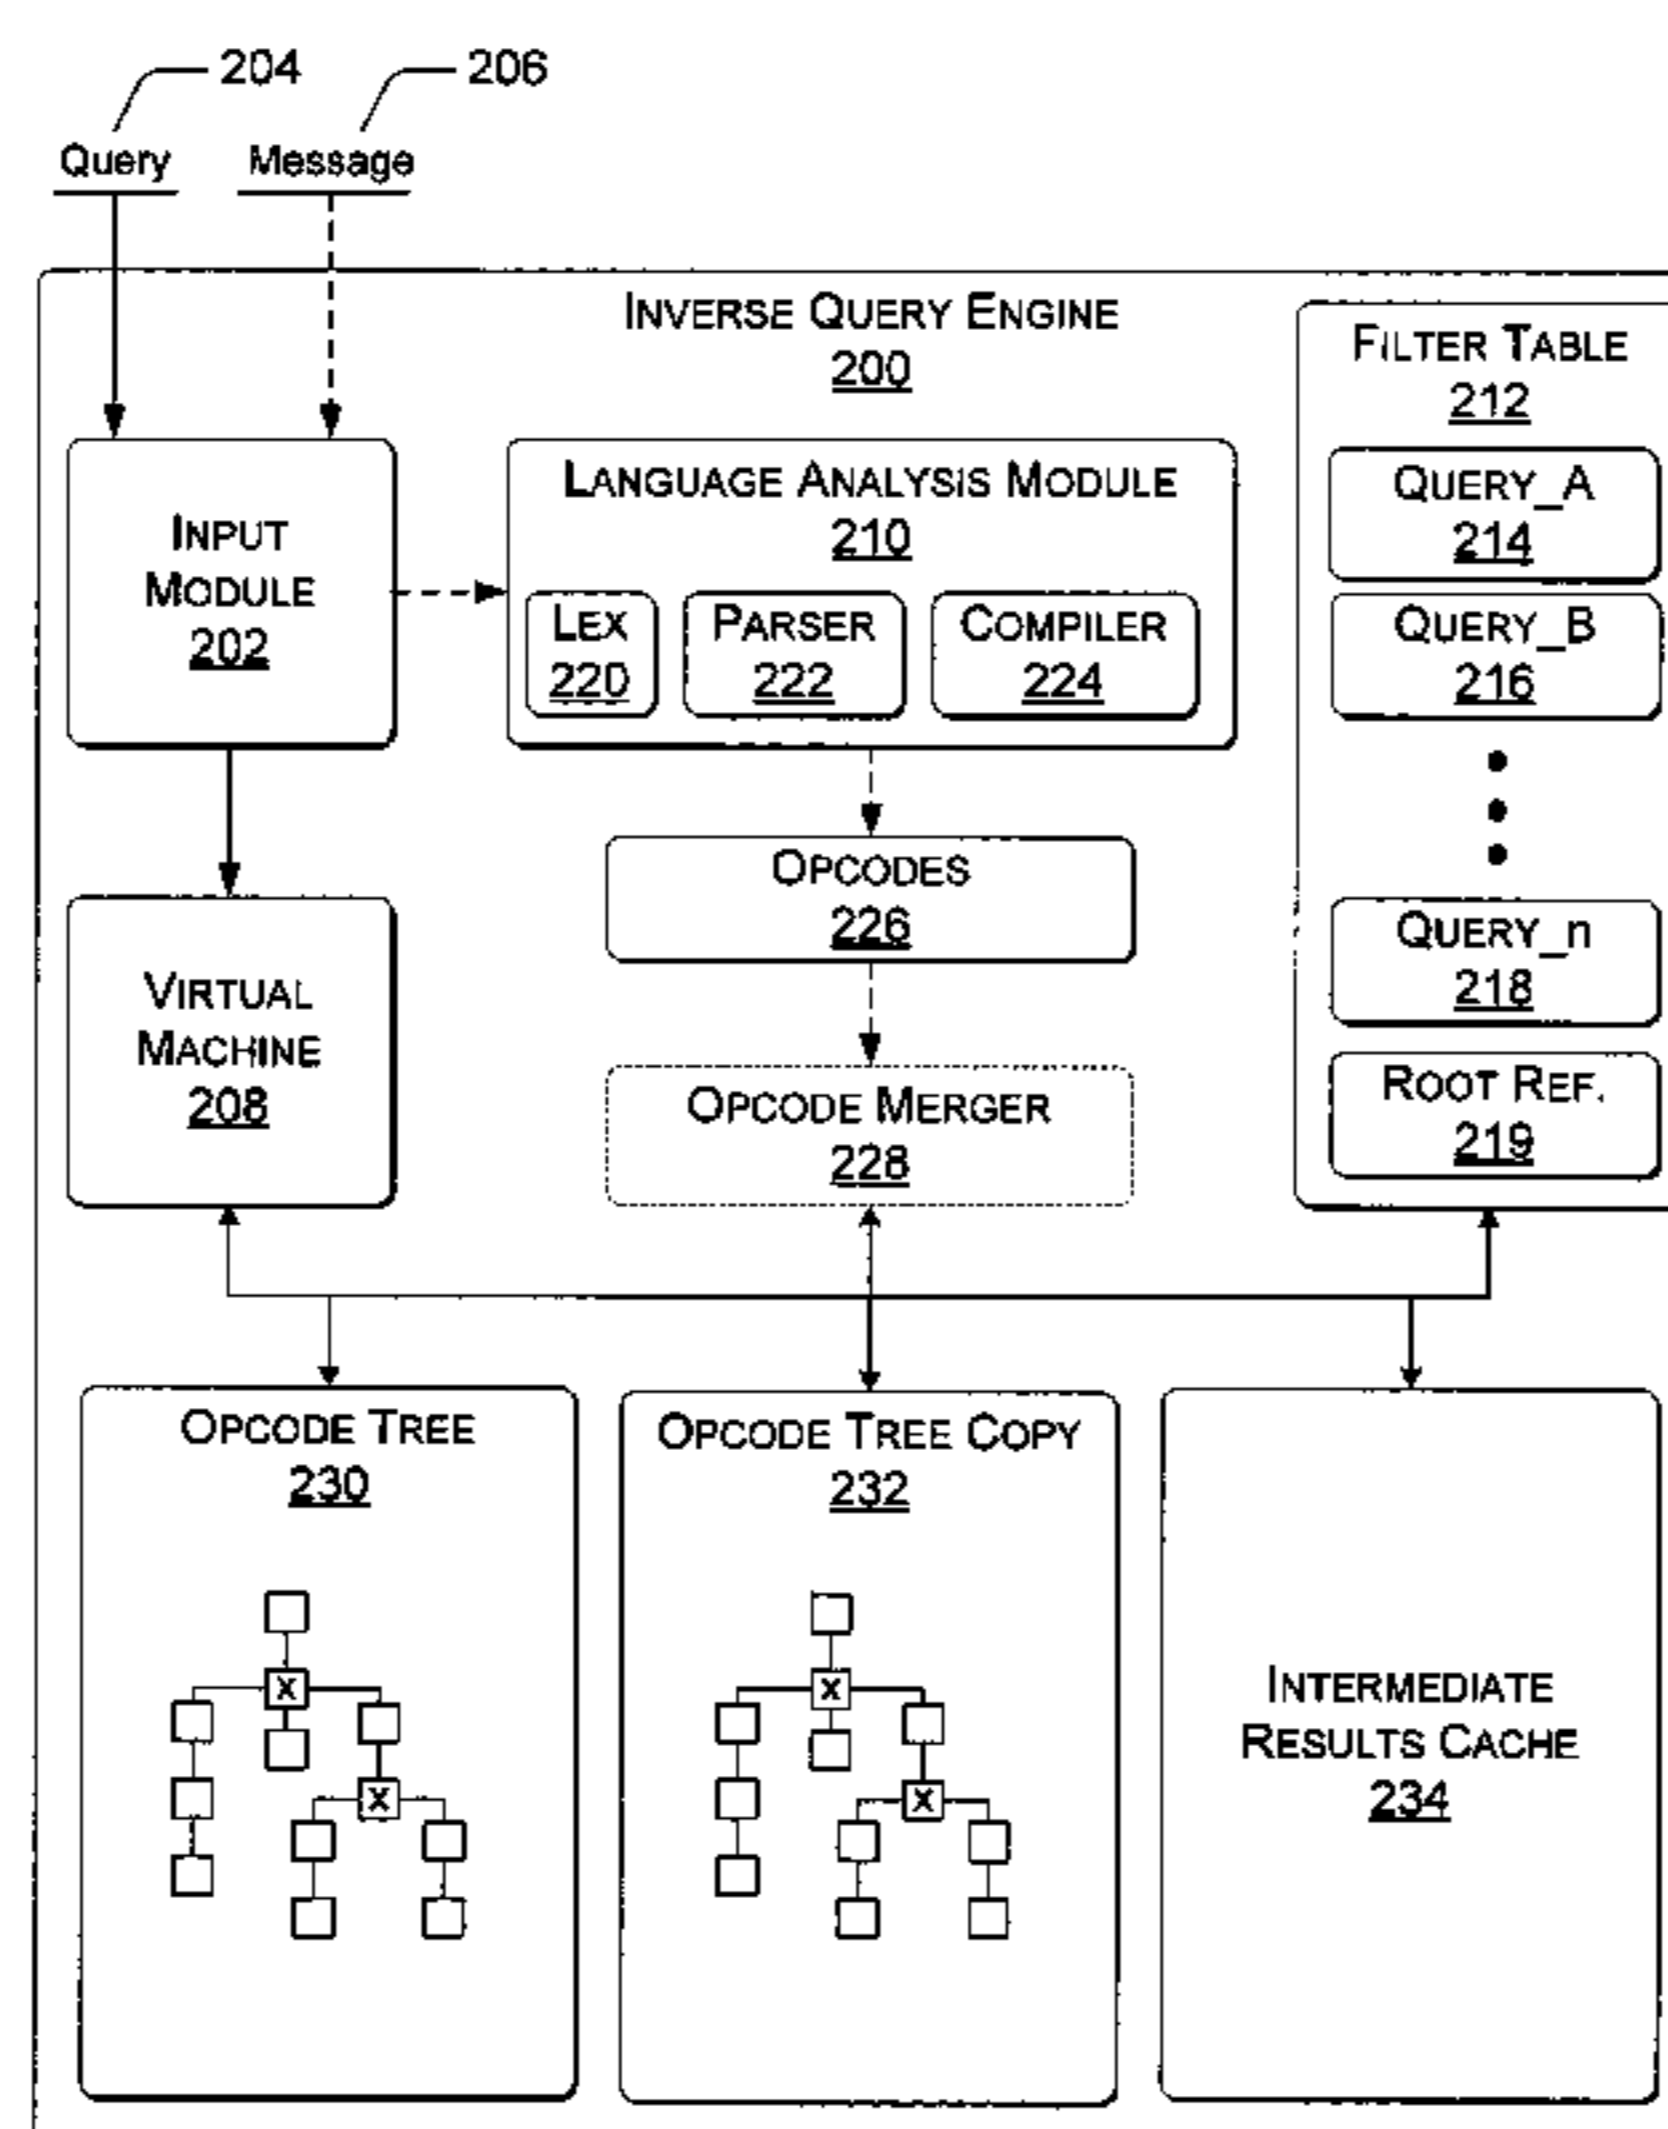 204
206
Query
Message
INVERSE QUERY ENGINE
200
FILTER TABLE
212
QUERY_A
214
QUERY_B
216
QUERY_n
218
ROOT REF.
219
INPUT
MODULE
202
LANGUAGE ANALYSIS MODULE
210
LEX
220
PARSER
222
COMPILER
224
OPCODES
226
VIRTUAL
MACHINE
208
OPCODE MERGER
228
OPCODE TREE
230
X
X
OPCODE TREE COPY
232
X
X
INTERMEDIATE
RESULTS CACHE
234